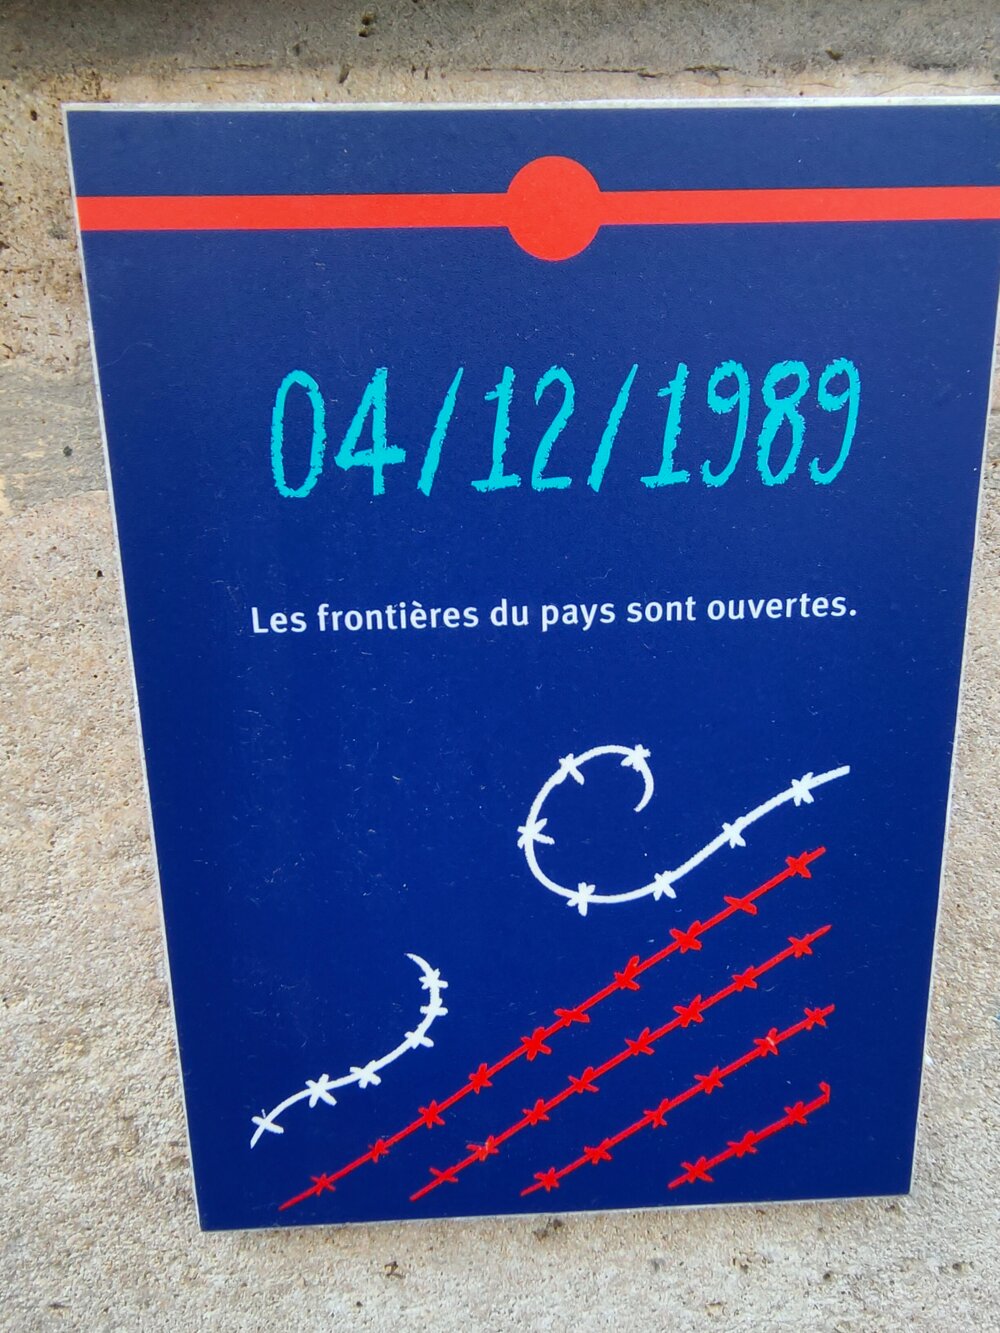 04/12/1989
Les frontières du pays sont ouvertes.